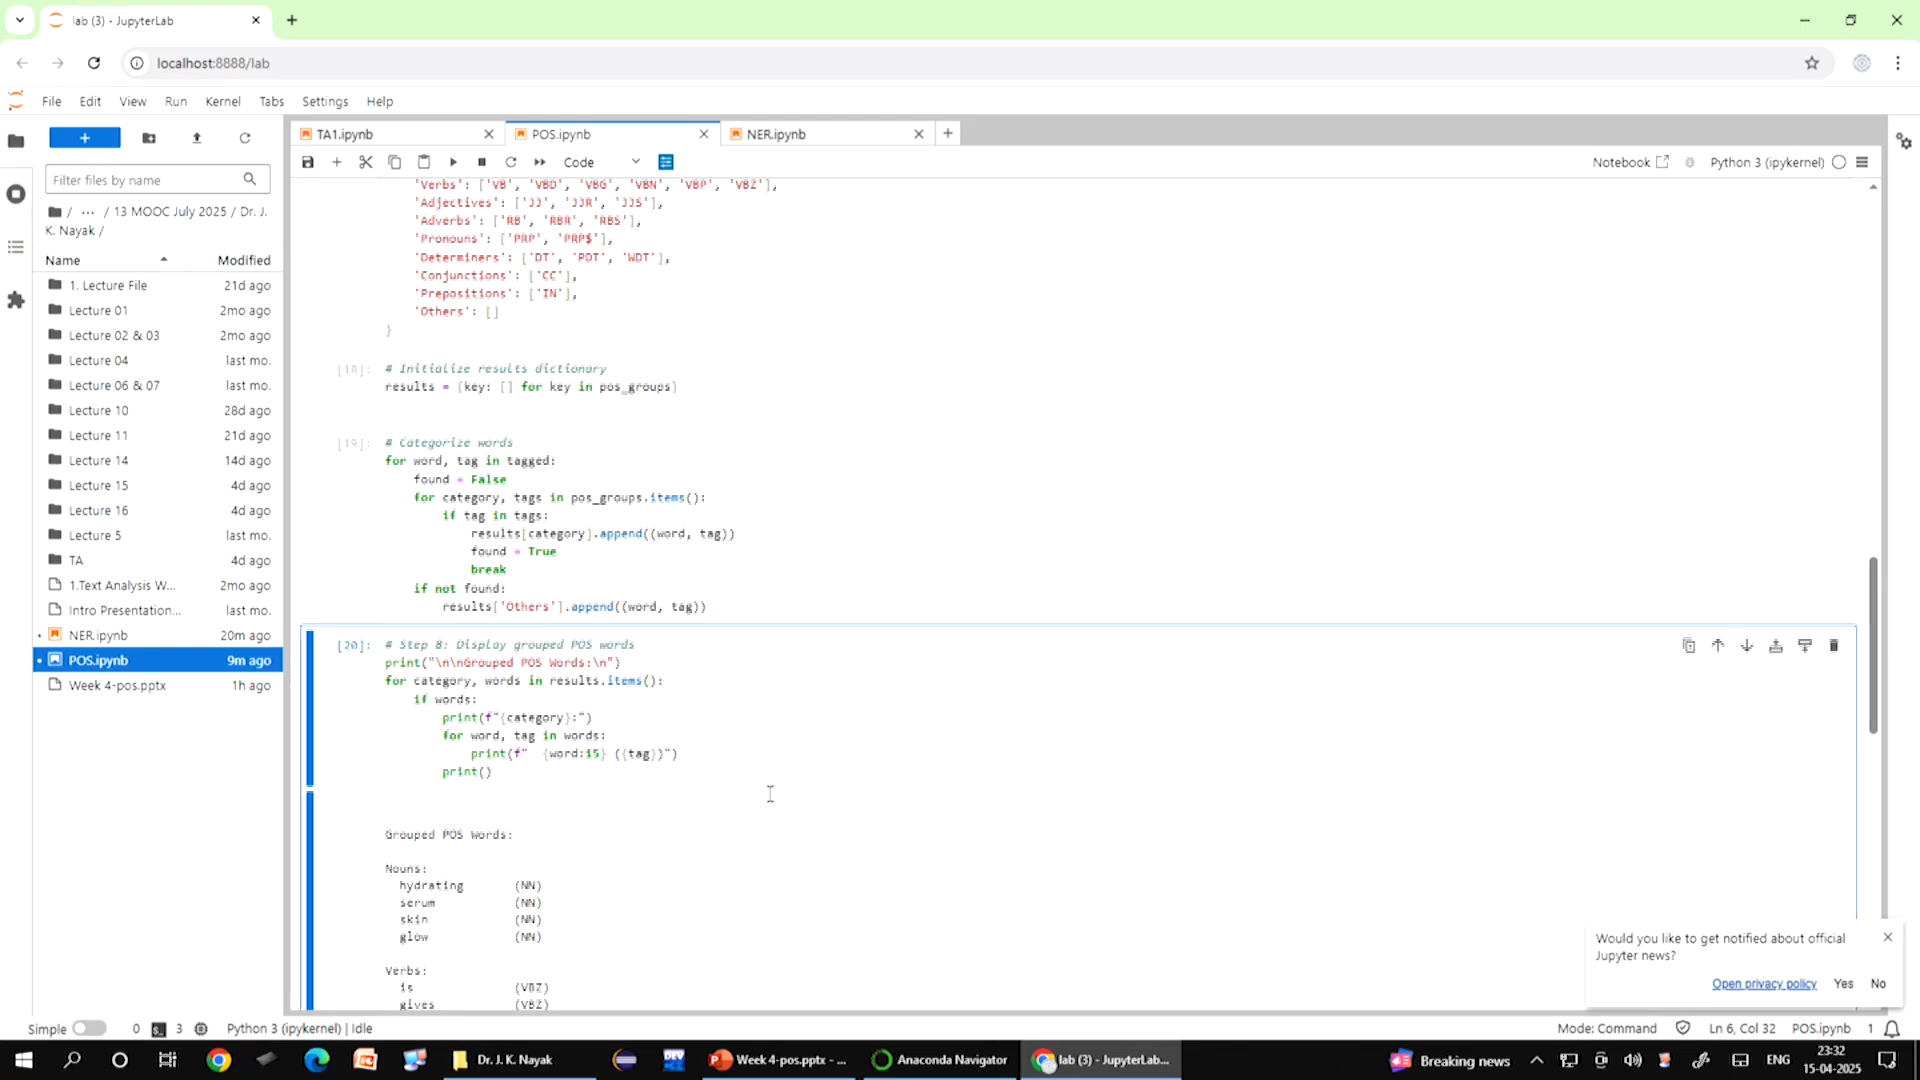 lab (3) - JupyterLab
localhost:8888/lab
File Edit View Run Kernel Tabs Settings Help
TA1.ipynb
POS.ipynb
NER.ipynb
Filter files by name
Code
Notebook
Python 3 (ipykernel)
/ ... / 13 MOOC July 2025 / Dr. J.
K. Nayak /
Name Modified
1. Lecture File 21d ago
Lecture 01 2mo ago
Lecture 02 & 03 2mo ago
Lecture 04 last mo.
Lecture 06 & 07 last mo.
Lecture 10 28d ago
Lecture 11 21d ago
Lecture 14 14d ago
Lecture 15 4d ago
Lecture 16 4d ago
Lecture 5 last mo.
TA 4d ago
1.Text Analysis W... 2mo ago
Intro Presentation... last mo.
NER.ipynb 20m ago
POS.ipynb 9m ago
Week 4-pos.pptx 1h ago
'Verbs': ['VB', 'VBD', 'VBG', 'VBN', 'VBP', 'VBZ'],
'Adjectives': ['JJ', 'JJR', 'JJS'],
'Adverbs': ['RB', 'RBR', 'RBS'],
'Pronouns': ['PRP', 'PRP$'],
'Determiners': ['DT', 'PDT', 'WDT'],
'Conjunctions': ['CC'],
'Prepositions': ['IN'],
'Others': []
}
[18]: # Initialize results dictionary
results = {key: [] for key in pos_groups}
[19]: # Categorize words
for word, tag in tagged:
found = False
for category, tags in pos_groups.items():
if tag in tags:
results[category].append((word, tag))
found = True
break
if not found:
results['Others'].append((word, tag))
[20]: # Step 8: Display grouped POS words
print("\n\nGrouped POS Words:\n")
for category, words in results.items():
if words:
print(f"{category}:")
for word, tag in words:
print(f"  {word:15} ({tag})")
print()
Grouped POS Words:
Nouns:
hydrating (NN)
serum (NN)
skin (NN)
glow (NN)
Verbs:
is (VBZ)
gives (VBZ)
Would you like to get notified about official
Jupyter news?
Open privacy policy Yes No
Simple 0 3 Python 3 (ipykernel) | Idle
Mode: Command Ln 6, Col 32 POS.ipynb 1
Dr. J. K. Nayak
DEV
Week 4-pos.pptx - ...
Anaconda Navigator
lab (3) - JupyterLab...
Breaking news
ENG
23:32
15-04-2025